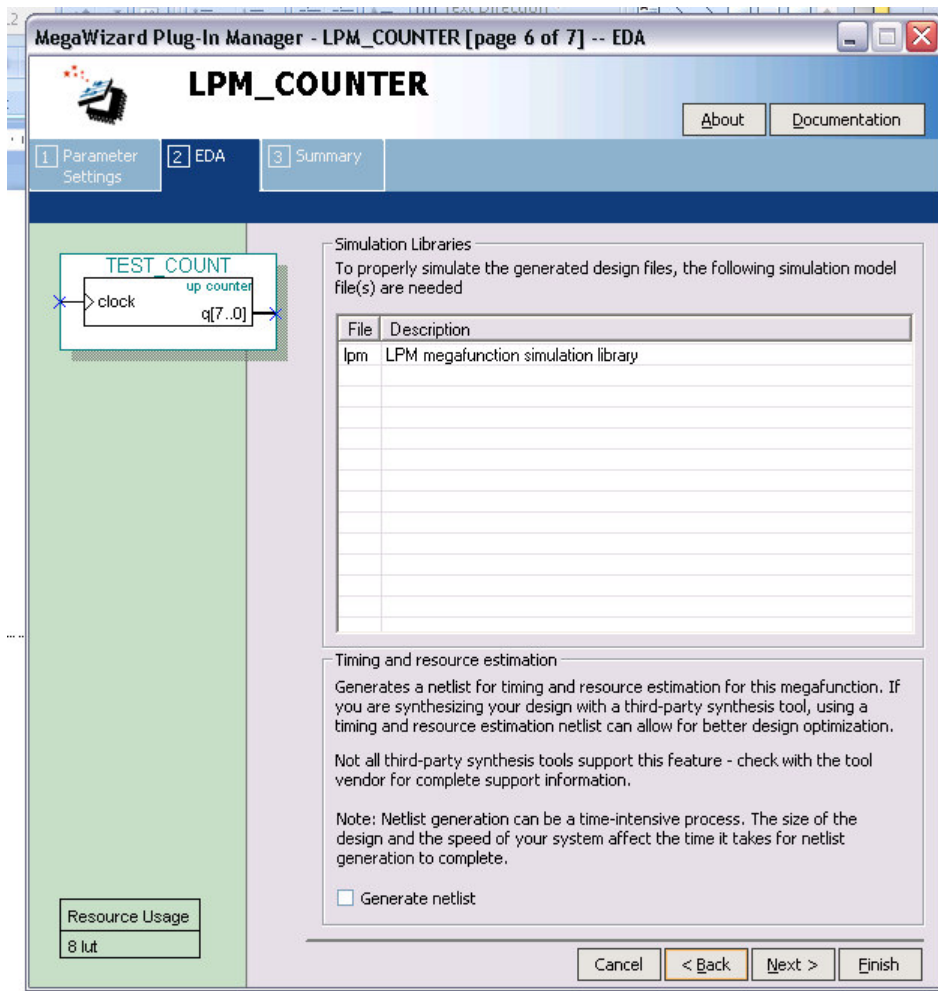 MegaWizard Plug-In Manager - LPM_COUNTER [page 6 of 7] -- EDA
LPM_COUNTER
About Documentation
1 Parameter Settings 2 EDA 3 Summary
TEST_COUNT
up counter
clock
q[7..0]
Simulation Libraries
To properly simulate the generated design files, the following simulation model
file(s) are needed
File Description
lpm LPM megafunction simulation library
Timing and resource estimation
Generates a netlist for timing and resource estimation for this megafunction. If
you are synthesizing your design with a third-party synthesis tool, using a
timing and resource estimation netlist can allow for better design optimization.
Not all third-party synthesis tools support this feature - check with the tool
vendor for complete support information.
Note: Netlist generation can be a time-intensive process. The size of the
design and the speed of your system affect the time it takes for netlist
generation to complete.
Generate netlist
Resource Usage
8 lut
Cancel < Back Next > Finish